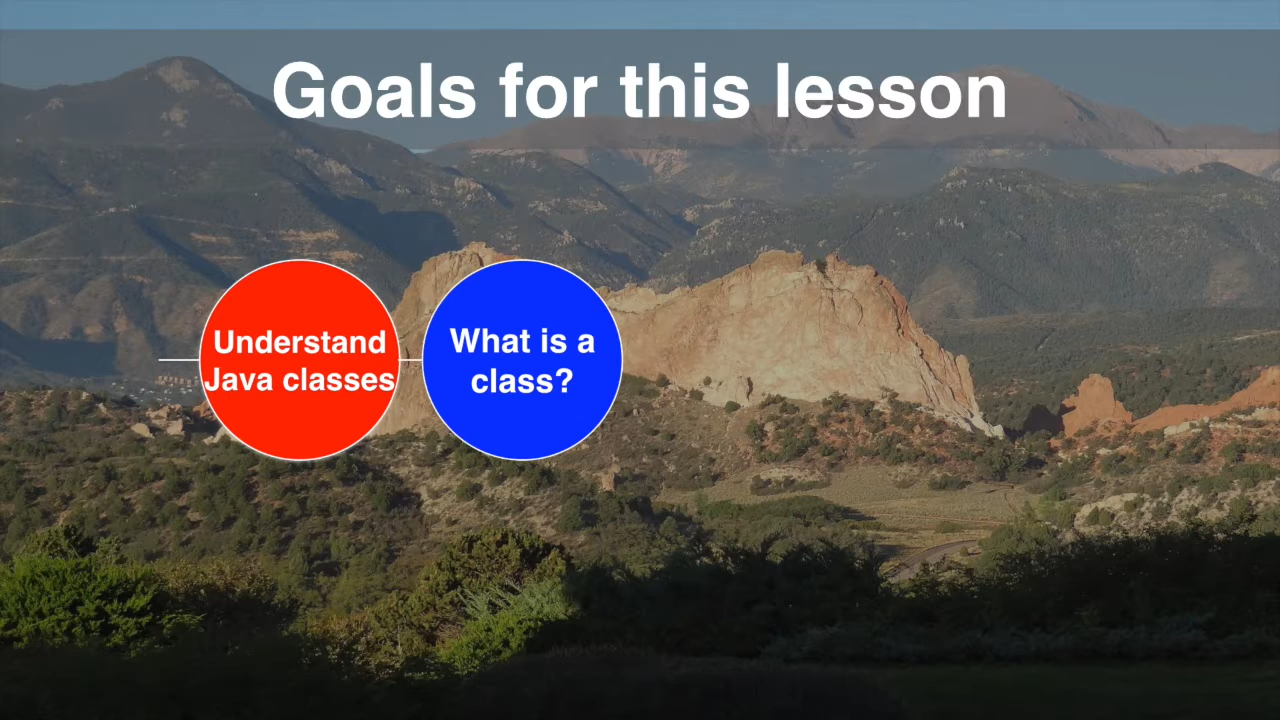 Goals for this lesson
Understand
Java classes
What is a
class?